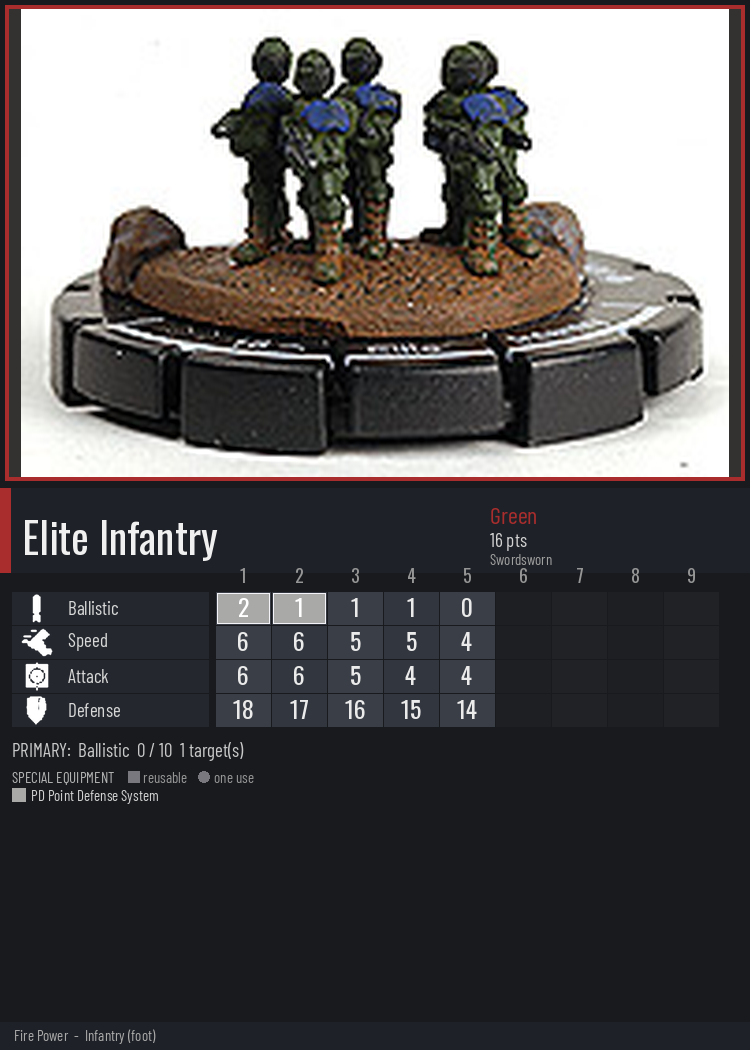 Elite Infantry
Green
16 pts
Swordsworn
1 2 3 4 5 6 7 8 9
Ballistic 2 1 1 1 0
Speed 6 6 5 5 4
Attack 6 6 5 4 4
Defense 18 17 16 15 14
PRIMARY: Ballistic 0 / 10 1 target(s)
SPECIAL EQUIPMENT reusable one use
PD Point Defense System
Fire Power - Infantry (foot)